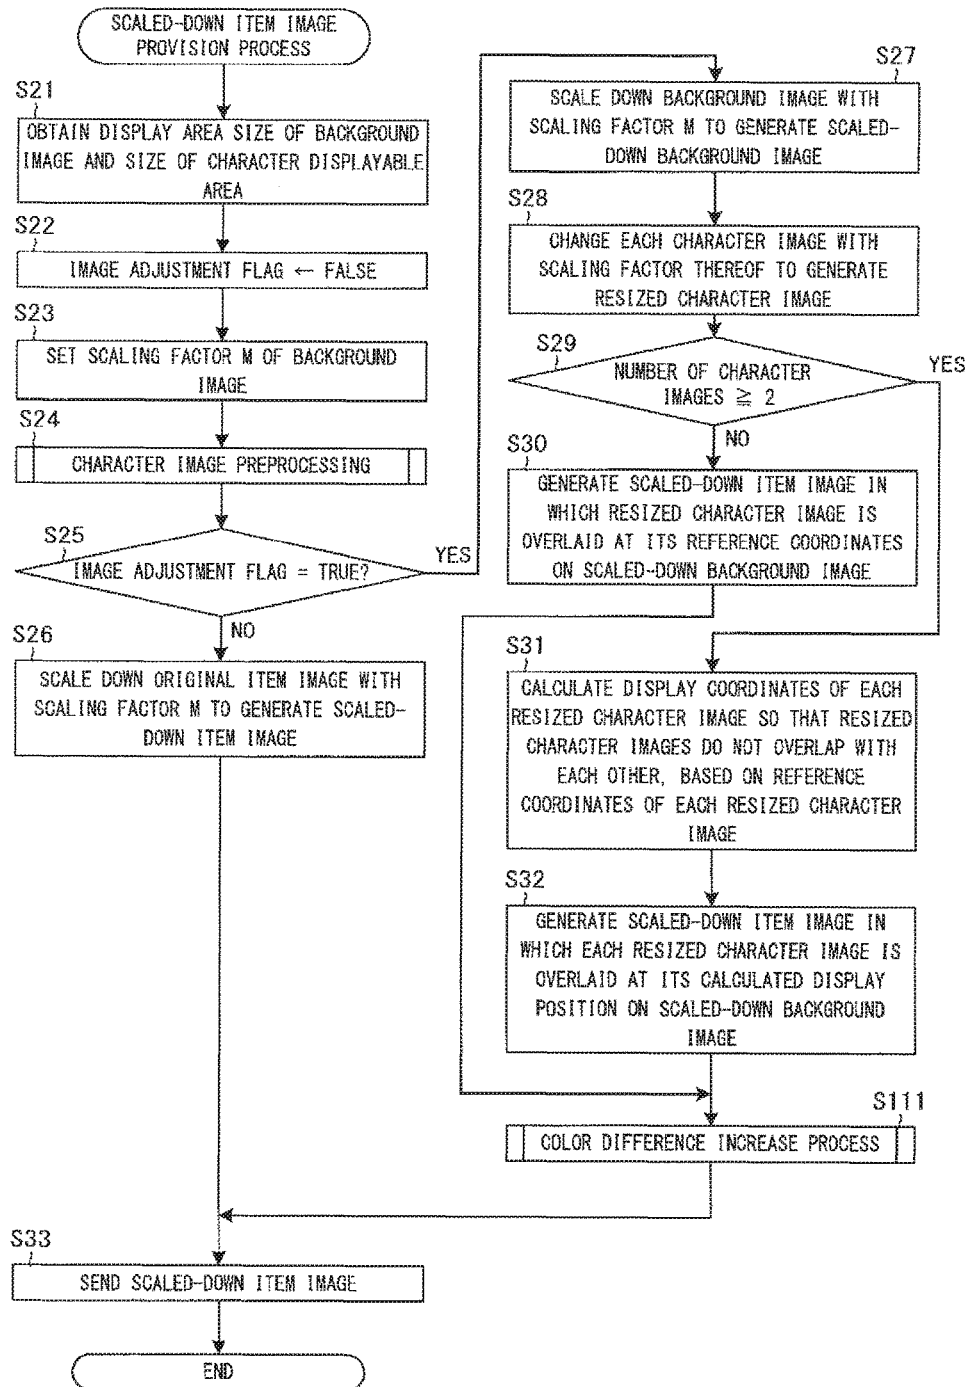 SCALED-DOWN ITEM IMAGE
PROVISION PROCESS
S21
OBTAIN DISPLAY AREA SIZE OF BACKGROUND
IMAGE AND SIZE OF CHARACTER DISPLAYABLE
AREA
S22
IMAGE ADJUSTMENT FLAG ← FALSE
S23
SET SCALING FACTOR M OF BACKGROUND
IMAGE
S24
CHARACTER IMAGE PREPROCESSING
S25
IMAGE ADJUSTMENT FLAG = TRUE?
YES
NO
S26
SCALE DOWN ORIGINAL ITEM IMAGE WITH
SCALING FACTOR M TO GENERATE SCALED-
DOWN ITEM IMAGE
S27
SCALE DOWN BACKGROUND IMAGE WITH
SCALING FACTOR M TO GENERATE SCALED-
DOWN BACKGROUND IMAGE
S28
CHANGE EACH CHARACTER IMAGE WITH
SCALING FACTOR THEREOF TO GENERATE
RESIZED CHARACTER IMAGE
S29
NUMBER OF CHARACTER
IMAGES ≧ 2
YES
NO
S30
GENERATE SCALED-DOWN ITEM IMAGE IN
WHICH RESIZED CHARACTER IMAGE IS
OVERLAID AT ITS REFERENCE COORDINATES
ON SCALED-DOWN BACKGROUND IMAGE
S31
CALCULATE DISPLAY COORDINATES OF EACH
RESIZED CHARACTER IMAGE SO THAT RESIZED
CHARACTER IMAGES DO NOT OVERLAP WITH
EACH OTHER, BASED ON REFERENCE
COORDINATES OF EACH RESIZED CHARACTER
IMAGE
S32
GENERATE SCALED-DOWN ITEM IMAGE IN
WHICH EACH RESIZED CHARACTER IMAGE IS
OVERLAID AT ITS CALCULATED DISPLAY
POSITION ON SCALED-DOWN BACKGROUND
IMAGE
S111
COLOR DIFFERENCE INCREASE PROCESS
S33
SEND SCALED-DOWN ITEM IMAGE
END